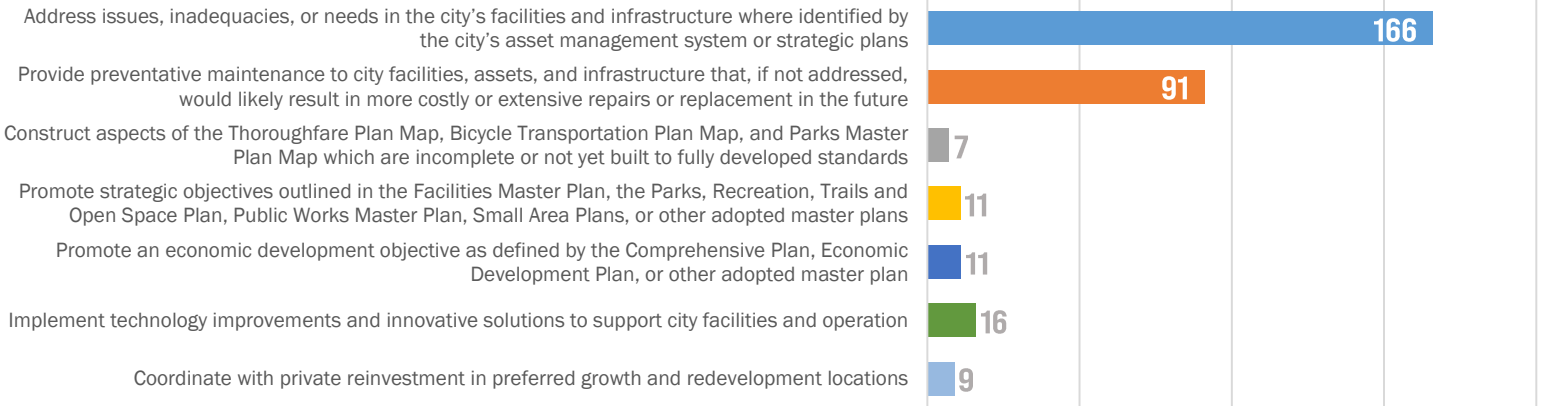 Address issues, inadequacies, or needs in the city’s facilities and infrastructure where identified by
the city’s asset management system or strategic plans
166
Provide preventative maintenance to city facilities, assets, and infrastructure that, if not addressed,
would likely result in more costly or extensive repairs or replacement in the future
91
Construct aspects of the Thoroughfare Plan Map, Bicycle Transportation Plan Map, and Parks Master
Plan Map which are incomplete or not yet built to fully developed standards
7
Promote strategic objectives outlined in the Facilities Master Plan, the Parks, Recreation, Trails and
Open Space Plan, Public Works Master Plan, Small Area Plans, or other adopted master plans
11
Promote an economic development objective as defined by the Comprehensive Plan, Economic
Development Plan, or other adopted master plan
11
Implement technology improvements and innovative solutions to support city facilities and operation
16
Coordinate with private reinvestment in preferred growth and redevelopment locations
9